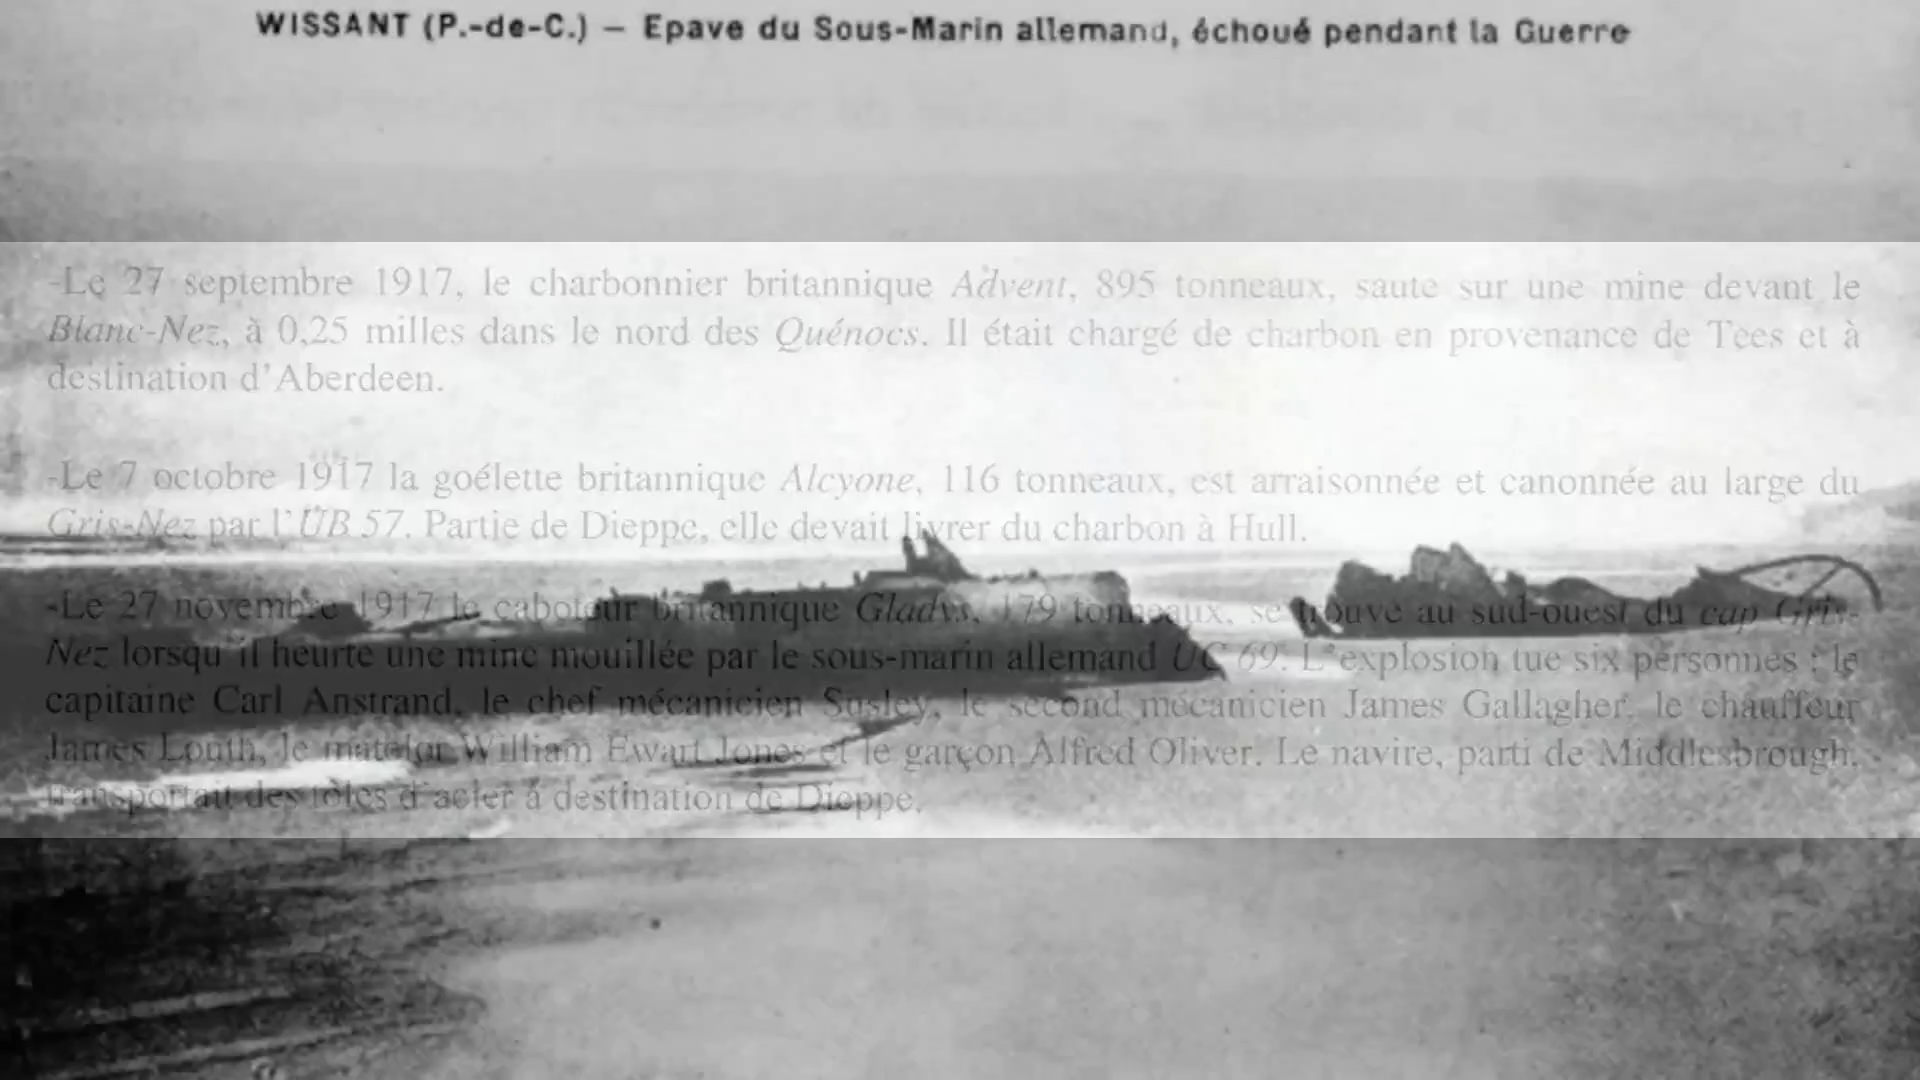 WISSANT (P.-de-C.) — Epave du Sous-Marin allemand, échoué pendant la Guerre
-Le 27 septembre 1917, le charbonnier britannique Advent, 895 tonneaux, saute sur une mine devant le
Blanc-Nez, à 0,25 milles dans le nord des Quénocs. Il était chargé de charbon en provenance de Tees et à
destination d'Aberdeen.
-Le 7 octobre 1917 la goélette britannique Alcyone, 116 tonneaux, est arraisonnée et canonnée au large du
Gris-Nez par l'UB 57. Partie de Dieppe, elle devait livrer du charbon à Hull.
-Le 27 novembre 1917 le caboteur britannique Gladys, 179 tonneaux, se trouve au sud-ouest du cap Gris-
Nez lorsqu'il heurte une mine mouillée par le sous-marin allemand UC 69. L'explosion tue six personnes : le
capitaine Carl Anstrand, le chef mécanicien Susley, le second mécanicien James Gallagher, le chauffeur
James Louth, le matelot William Ewart Jones et le garçon Alfred Oliver. Le navire, parti de Middlesbrough,
transportait des tôles d'acier à destination de Dieppe.